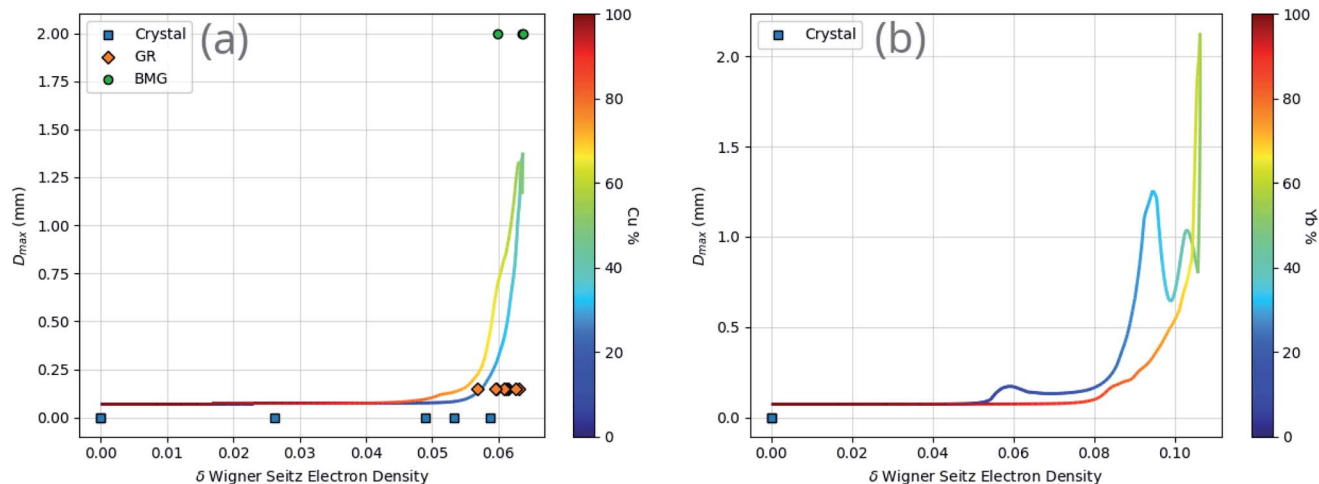 (a)
Crystal
GR
BMG
2.00
1.75
1.50
1.25
1.00
0.75
0.50
0.25
0.00
D_max (mm)
0.00 0.01 0.02 0.03 0.04 0.05 0.06
δ Wigner Seitz Electron Density
100
80
60
40
20
0
Cu %
(b)
Crystal
2.0
1.5
1.0
0.5
0.0
D_max (mm)
0.00 0.02 0.04 0.06 0.08 0.10
δ Wigner Seitz Electron Density
100
80
60
40
20
0
Yb %